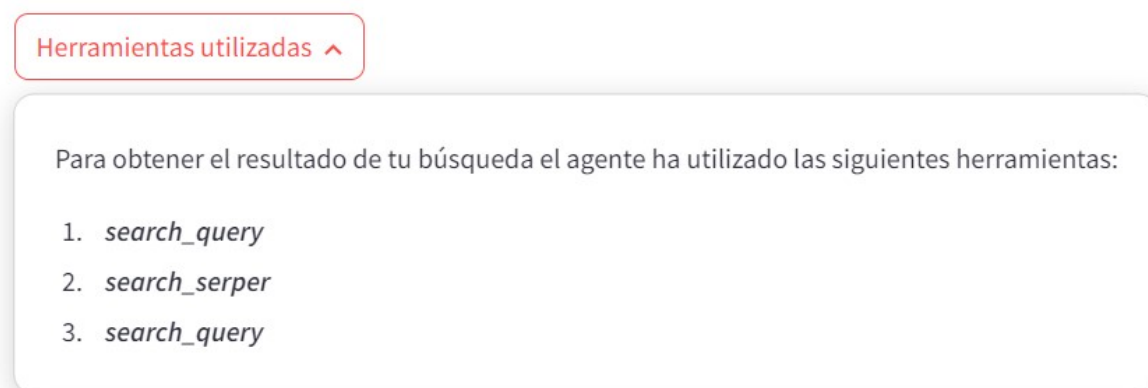 Herramientas utilizadas
Para obtener el resultado de tu búsqueda el agente ha utilizado las siguientes herramientas:
1. search_query
2. search_serper
3. search_query